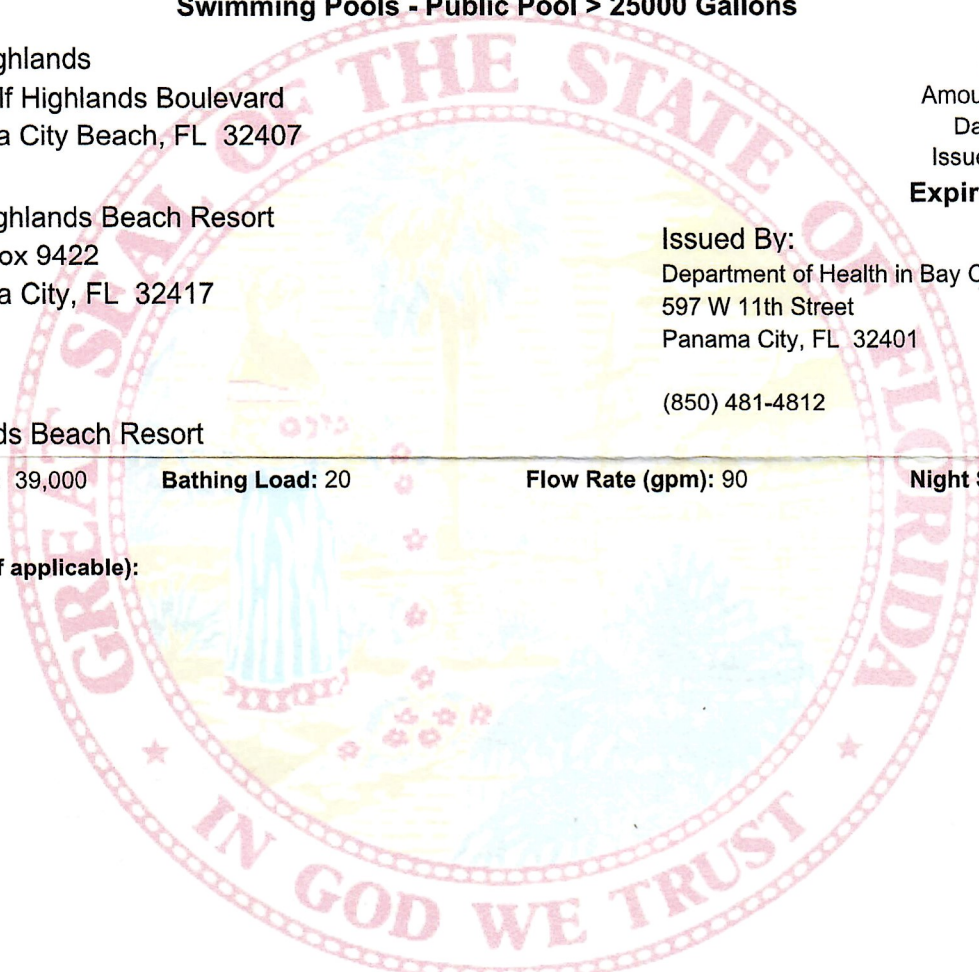 Swimming Pools - Public Pool > 25000 Gallons
ghlands
lf Highlands Boulevard
a City Beach, FL 32407
Amou
Da
Issue
Expir
ghlands Beach Resort
ox 9422
a City, FL 32417
Issued By:
Department of Health in Bay C
597 W 11th Street
Panama City, FL 32401
(850) 481-4812
ds Beach Resort
39,000 Bathing Load: 20 Flow Rate (gpm): 90 Night S
f applicable):
GREAT SEAL OF THE STATE OF FLORIDA
IN GOD WE TRUST